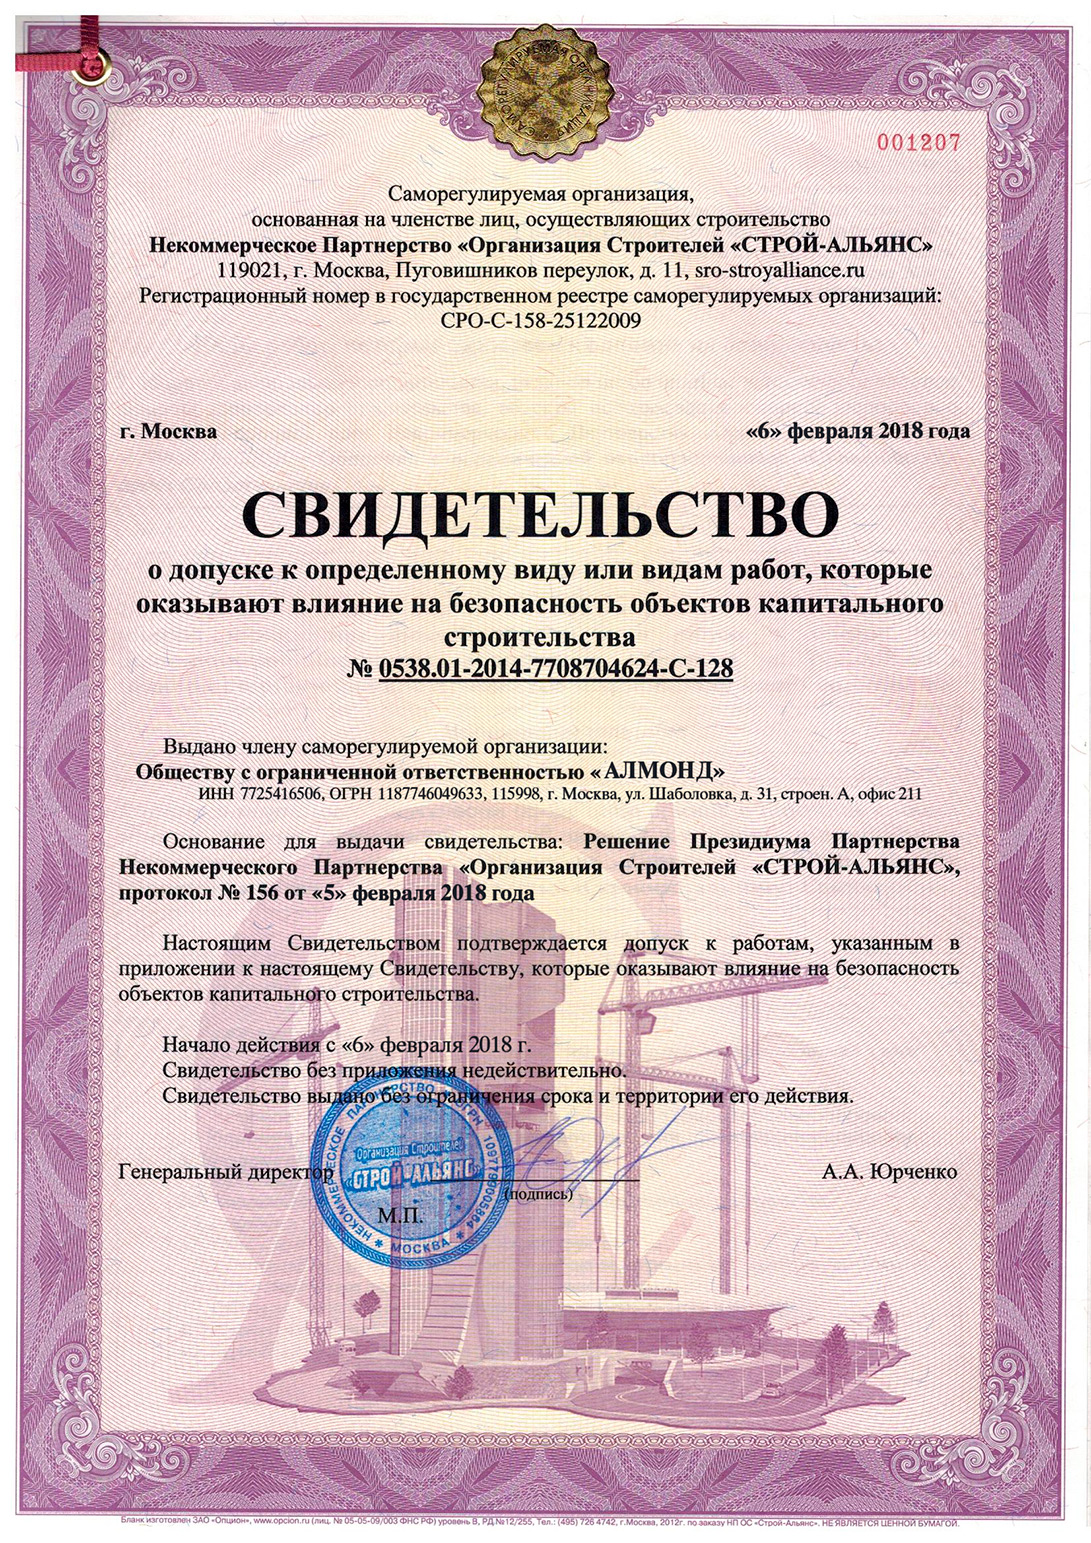 САМОРЕГУЛИРУЕМАЯ ОРГАНИЗАЦИЯ
001207
Саморегулируемая организация,
основанная на членстве лиц, осуществляющих строительство
Некоммерческое Партнерство «Организация Строителей «СТРОЙ-АЛЬЯНС»
119021, г. Москва, Пуговишников переулок, д. 11, sro-stroyalliance.ru
Регистрационный номер в государственном реестре саморегулируемых организаций:
СРО-С-158-25122009
г. Москва «6» февраля 2018 года
СВИДЕТЕЛЬСТВО
о допуске к определенному виду или видам работ, которые
оказывают влияние на безопасность объектов капитального
строительства
№ 0538.01-2014-7708704624-С-128
Выдано члену саморегулируемой организации:
Обществу с ограниченной ответственностью «АЛМОНД»
ИНН 7725416506, ОГРН 1187746049633, 115998, г. Москва, ул. Шаболовка, д. 31, строен. А, офис 211
Основание для выдачи свидетельства: Решение Президиума Партнерства
Некоммерческого Партнерства «Организация Строителей «СТРОЙ-АЛЬЯНС»,
протокол № 156 от «5» февраля 2018 года
Настоящим Свидетельством подтверждается допуск к работам, указанным в
приложении к настоящему Свидетельству, которые оказывают влияние на безопасность
объектов капитального строительства.
Начало действия с «6» февраля 2018 г.
Свидетельство без приложения недействительно.
Свидетельство выдано без ограничения срока и территории его действия.
Генеральный директор А.А. Юрченко
(подпись)
М.П.
НЕКОММЕРЧЕСКОЕ ПАРТНЕРСТВО * ОГРН 1097799005864 * МОСКВА *
Организация Строителей
«СТРОЙ-АЛЬЯНС»
Бланк изготовлен ЗАО «Опцион», www.opcion.ru (лиц. № 05-05-09/003 ФНС РФ) уровень В, РД №12/255, Тел.: (495) 726 4742, г.Москва, 2012г. по заказу НП ОС «Строй-Альянс». НЕ ЯВЛЯЕТСЯ ЦЕННОЙ БУМАГОЙ.